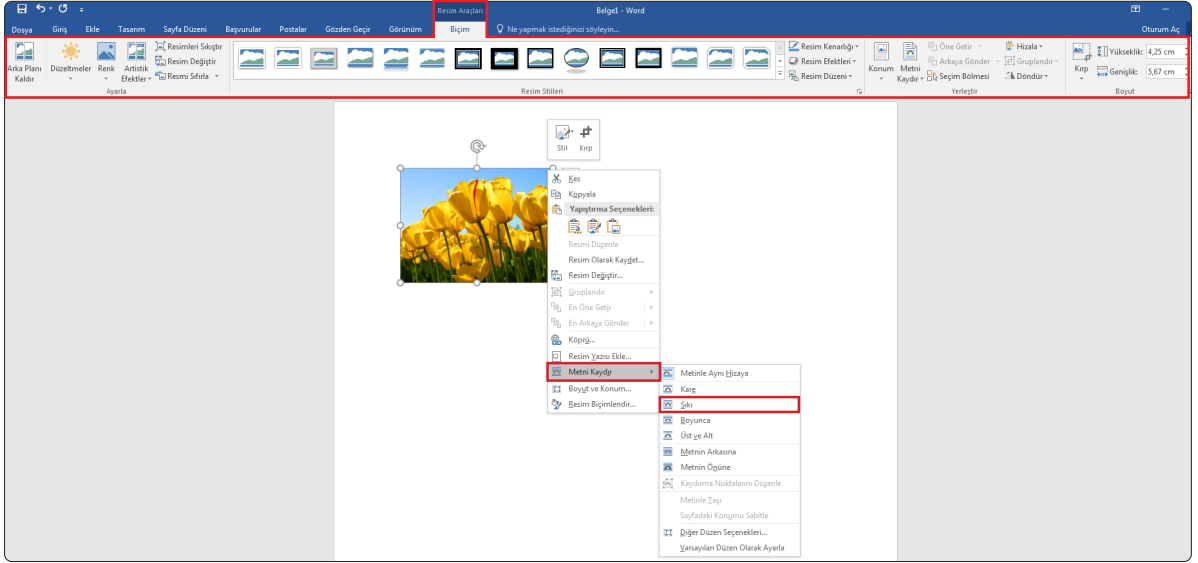 Resim Araçları
Belge1 - Word
Dosya Giriş Ekle Tasarım Sayfa Düzeni Başvurular Postalar Gözden Geçir Görünüm Biçim Ne yapmak istediğinizi söyleyin... Oturum Aç
Arka Planı Kaldır
Düzeltmeler
Renk
Artistik Efektler
Resimleri Sıkıştır
Resim Değiştir
Resmi Sıfırla
Ayarla
Resim Stilleri
Resim Kenarlığı
Resim Efektleri
Resim Düzeni
Konum
Metni Kaydır
Öne Getir
Arkaya Gönder
Seçim Bölmesi
Hizala
Gruplandır
Döndür
Yerleştir
Kırp
Yükseklik: 4,25 cm
Genişlik: 5,67 cm
Boyut
Stil Kırp
Kes
Kopyala
Yapıştırma Seçenekleri:
Resmi Düzenle
Resim Olarak Kaydet...
Resim Değiştir...
Gruplandır
En Öne Getir
En Arkaya Gönder
Köprü...
Resim Yazısı Ekle...
Metni Kaydır
Boyut ve Konum...
Resim Biçimlendir...
Metinle Aynı Hizaya
Kare
Sıkı
Boyunca
Üst ve Alt
Metnin Arkasına
Metnin Önüne
Kaydırma Noktalarını Düzenle
Metinle Taşı
Sayfadaki Konumu Sabitle
Diğer Düzen Seçenekleri...
Varsayılan Düzen Olarak Ayarla